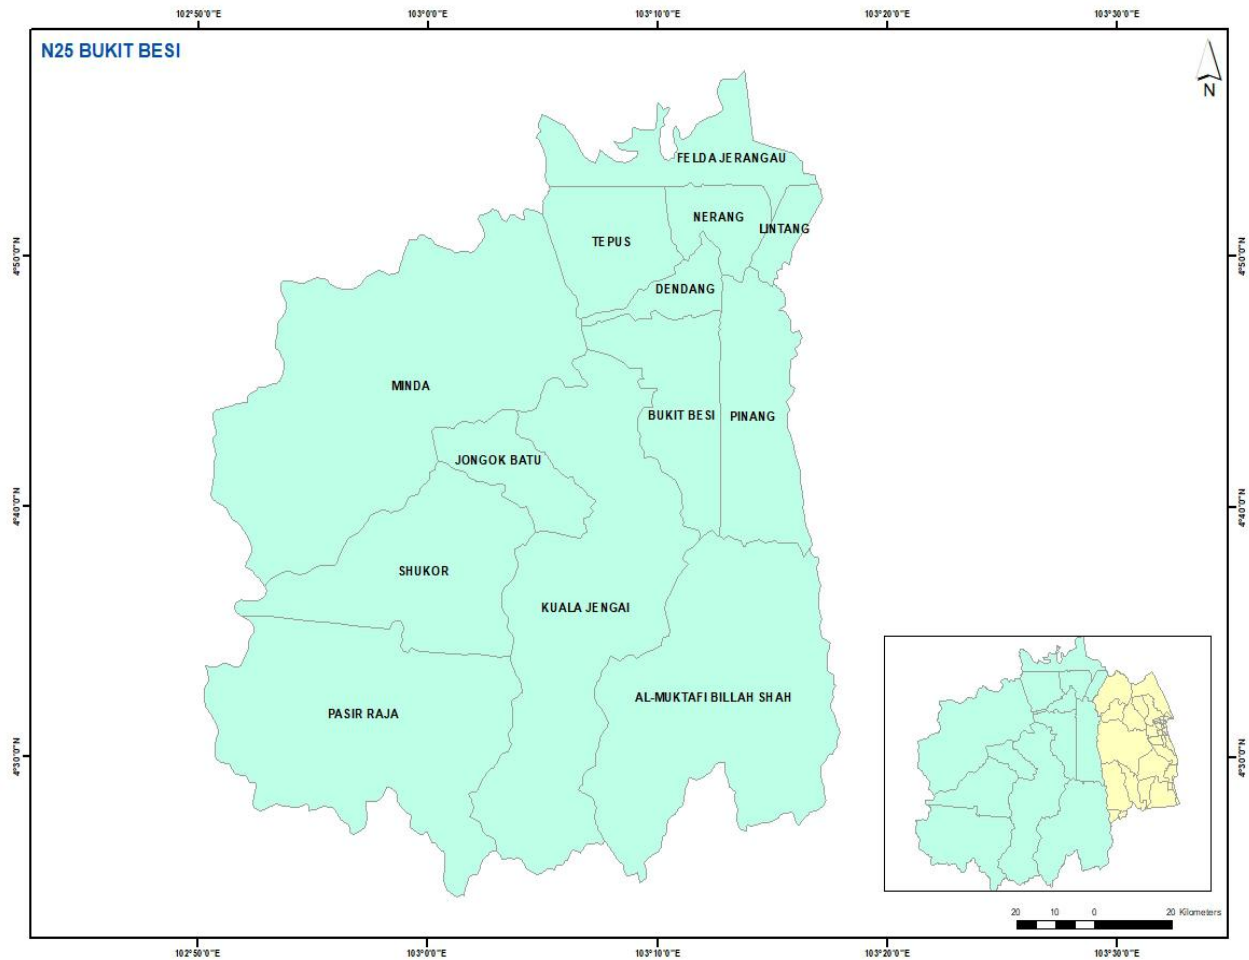 102°50'0"E
103°0'0"E
103°10'0"E
103°20'0"E
103°30'0"E
N25 BUKIT BESI
N
FELDA JERANGAU
NERANG
LINTANG
TEPUS
4°50'0"N
4°50'0"N
DENDANG
MINDA
BUKIT BESI
PINANG
JONGOK BATU
4°40'0"N
4°40'0"N
SHUKOR
KUALA JENGAI
AL-MUKTAFI BILLAH SHAH
PASIR RAJA
4°30'0"N
4°30'0"N
20 10 0 20 Kilometers
102°50'0"E
103°0'0"E
103°10'0"E
103°20'0"E
103°30'0"E